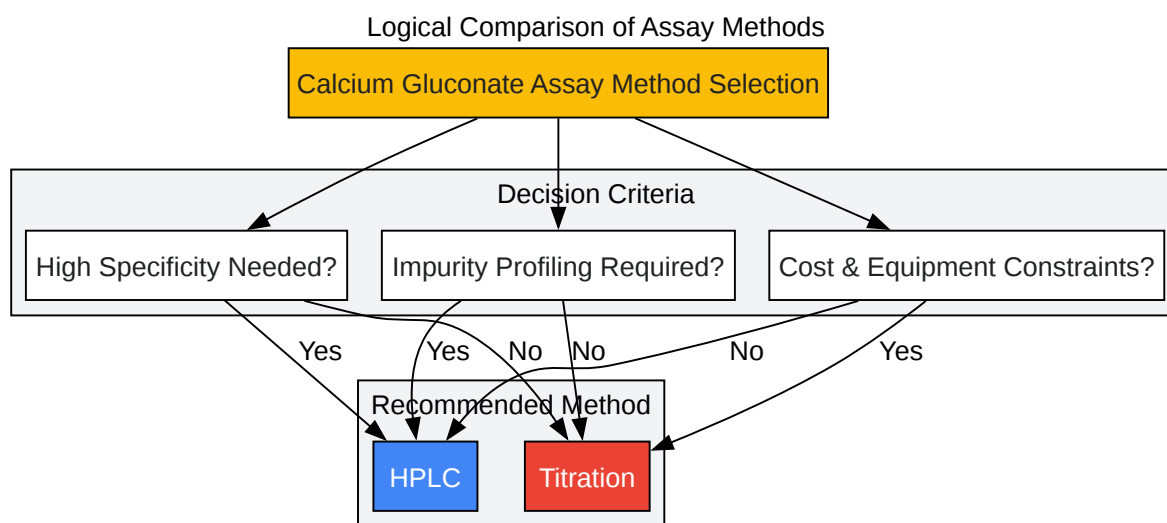 Logical Comparison of Assay Methods
Calcium Gluconate Assay Method Selection
Decision Criteria
High Specificity Needed?
Impurity Profiling Required?
Cost & Equipment Constraints?
Yes
Yes
No
No
No
Yes
Recommended Method
HPLC
Titration